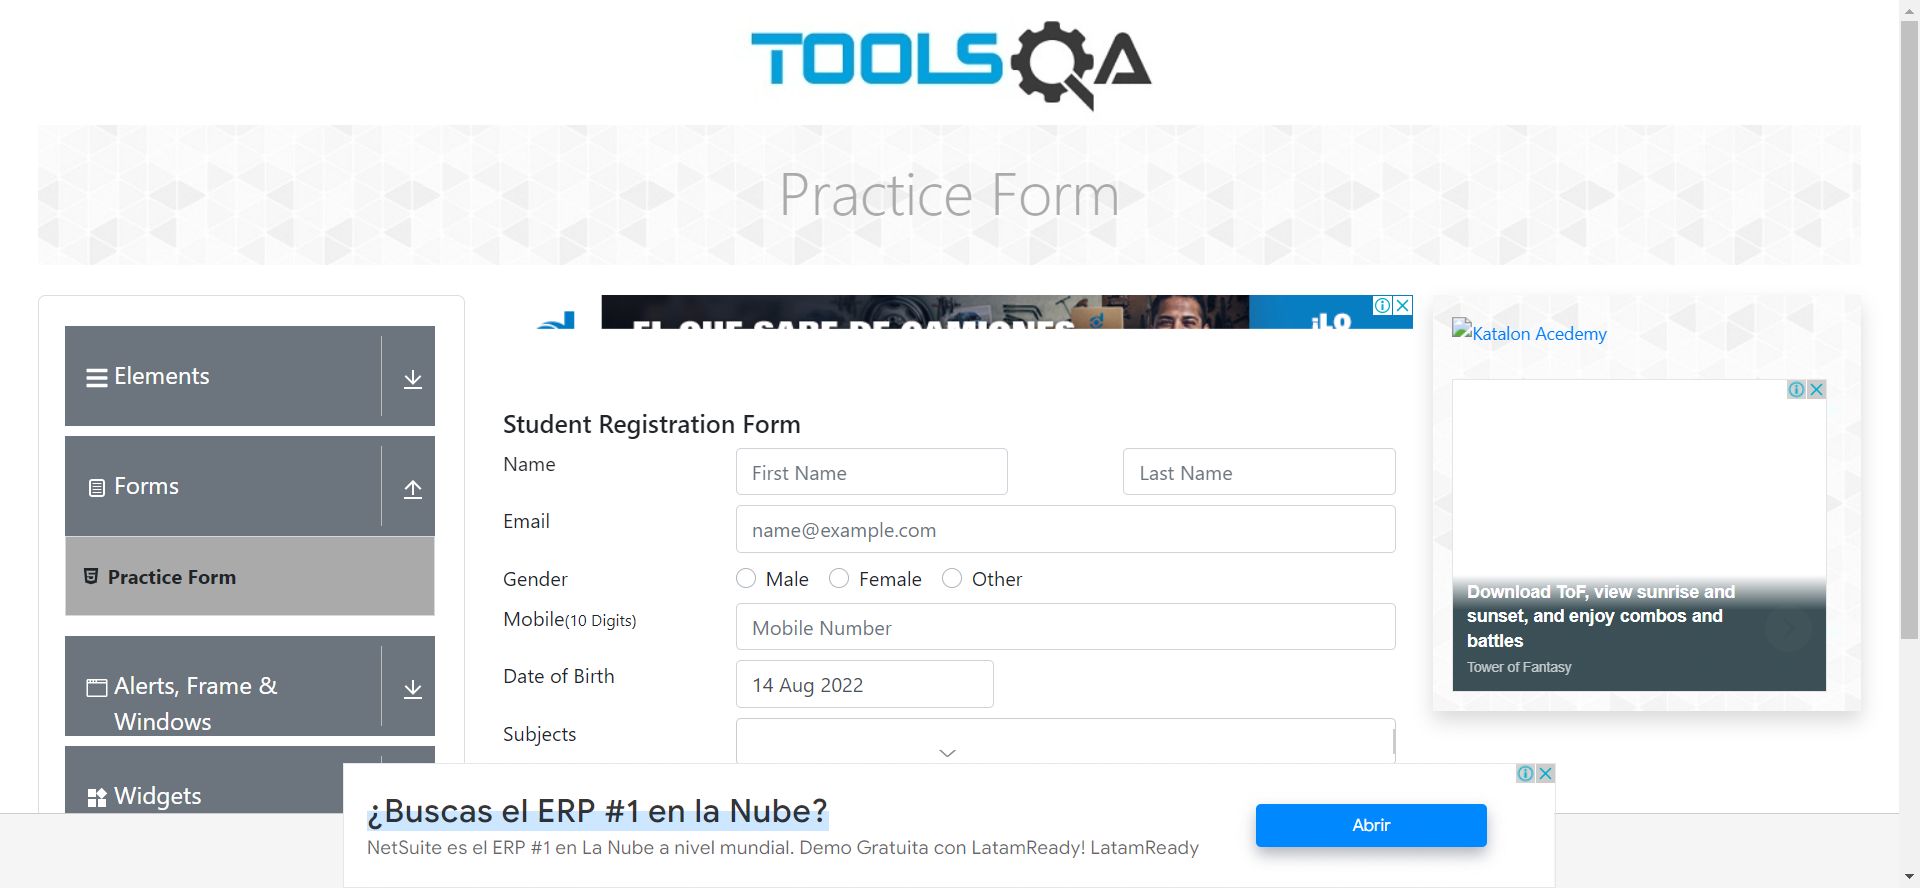 TOOLSQA
Practice Form
Elements
Forms
Practice Form
Alerts, Frame &
Windows
Widgets
EL QUE SABE DE CAMIONES
Student Registration Form
Name
First Name
Last Name
Email
name@example.com
Gender
Male
Female
Other
Mobile(10 Digits)
Mobile Number
Date of Birth
14 Aug 2022
Subjects
Katalon Acedemy
Download ToF, view sunrise and
sunset, and enjoy combos and
battles
Tower of Fantasy
¿Buscas el ERP #1 en la Nube?
NetSuite es el ERP #1 en La Nube a nivel mundial. Demo Gratuita con LatamReady! LatamReady
Abrir